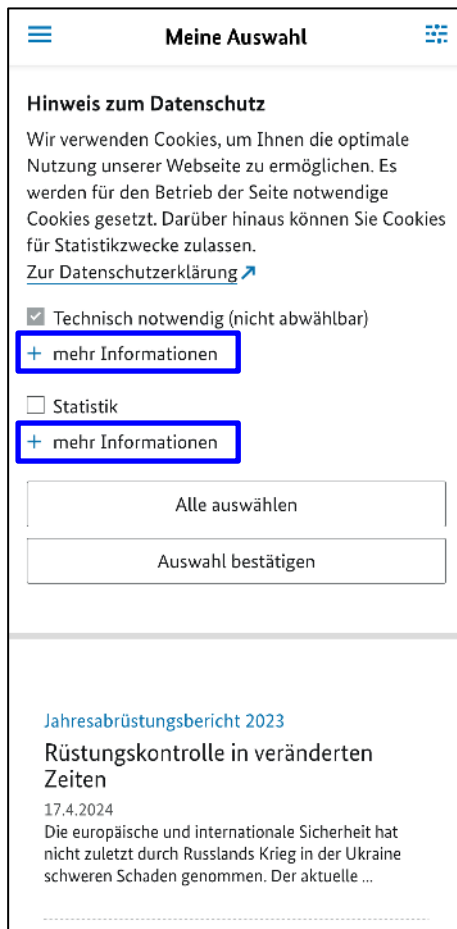 Meine Auswahl
Hinweis zum Datenschutz
Wir verwenden Cookies, um Ihnen die optimale
Nutzung unserer Webseite zu ermöglichen. Es
werden für den Betrieb der Seite notwendige
Cookies gesetzt. Darüber hinaus können Sie Cookies
für Statistikzwecke zulassen.
Zur Datenschutzerklärung
Technisch notwendig (nicht abwählbar)
+ mehr Informationen
Statistik
+ mehr Informationen
Alle auswählen
Auswahl bestätigen
Jahresabrüstungsbericht 2023
Rüstungskontrolle in veränderten
Zeiten
17.4.2024
Die europäische und internationale Sicherheit hat
nicht zuletzt durch Russlands Krieg in der Ukraine
schweren Schaden genommen. Der aktuelle ...